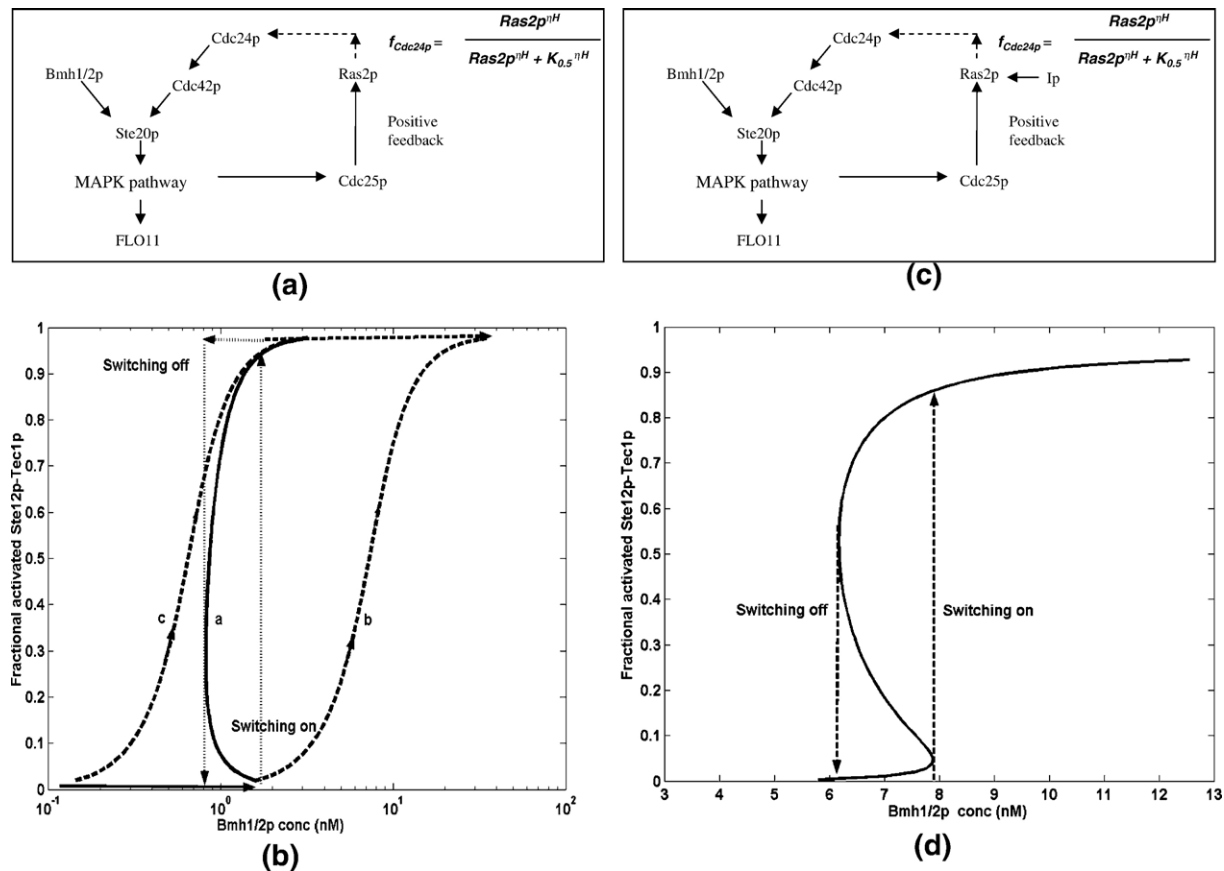 Cdc24p
f Cdc24p =
Ras2p^ηH
Ras2p^ηH + K0.5^ηH
Bmh1/2p
Cdc42p
Ras2p
Ste20p
Positive
feedback
MAPK pathway
Cdc25p
FLO11
(a)
Cdc24p
f Cdc24p =
Ras2p^ηH
Ras2p^ηH + K0.5^ηH
Bmh1/2p
Cdc42p
Ras2p
Ip
Ste20p
Positive
feedback
MAPK pathway
Cdc25p
FLO11
(c)
Fractional activated Ste12p-Tec1p
1
0.9
0.8
0.7
0.6
0.5
0.4
0.3
0.2
0.1
0
Switching off
c
a
b
Switching on
10^-1
10^0
10^1
10^2
Bmh1/2p conc (nM)
(b)
Fractional activated Ste12p-Tec1p
1
0.9
0.8
0.7
0.6
0.5
0.4
0.3
0.2
0.1
0
Switching off
Switching on
3 4 5 6 7 8 9 10 11 12 13
Bmh1/2p conc (nM)
(d)